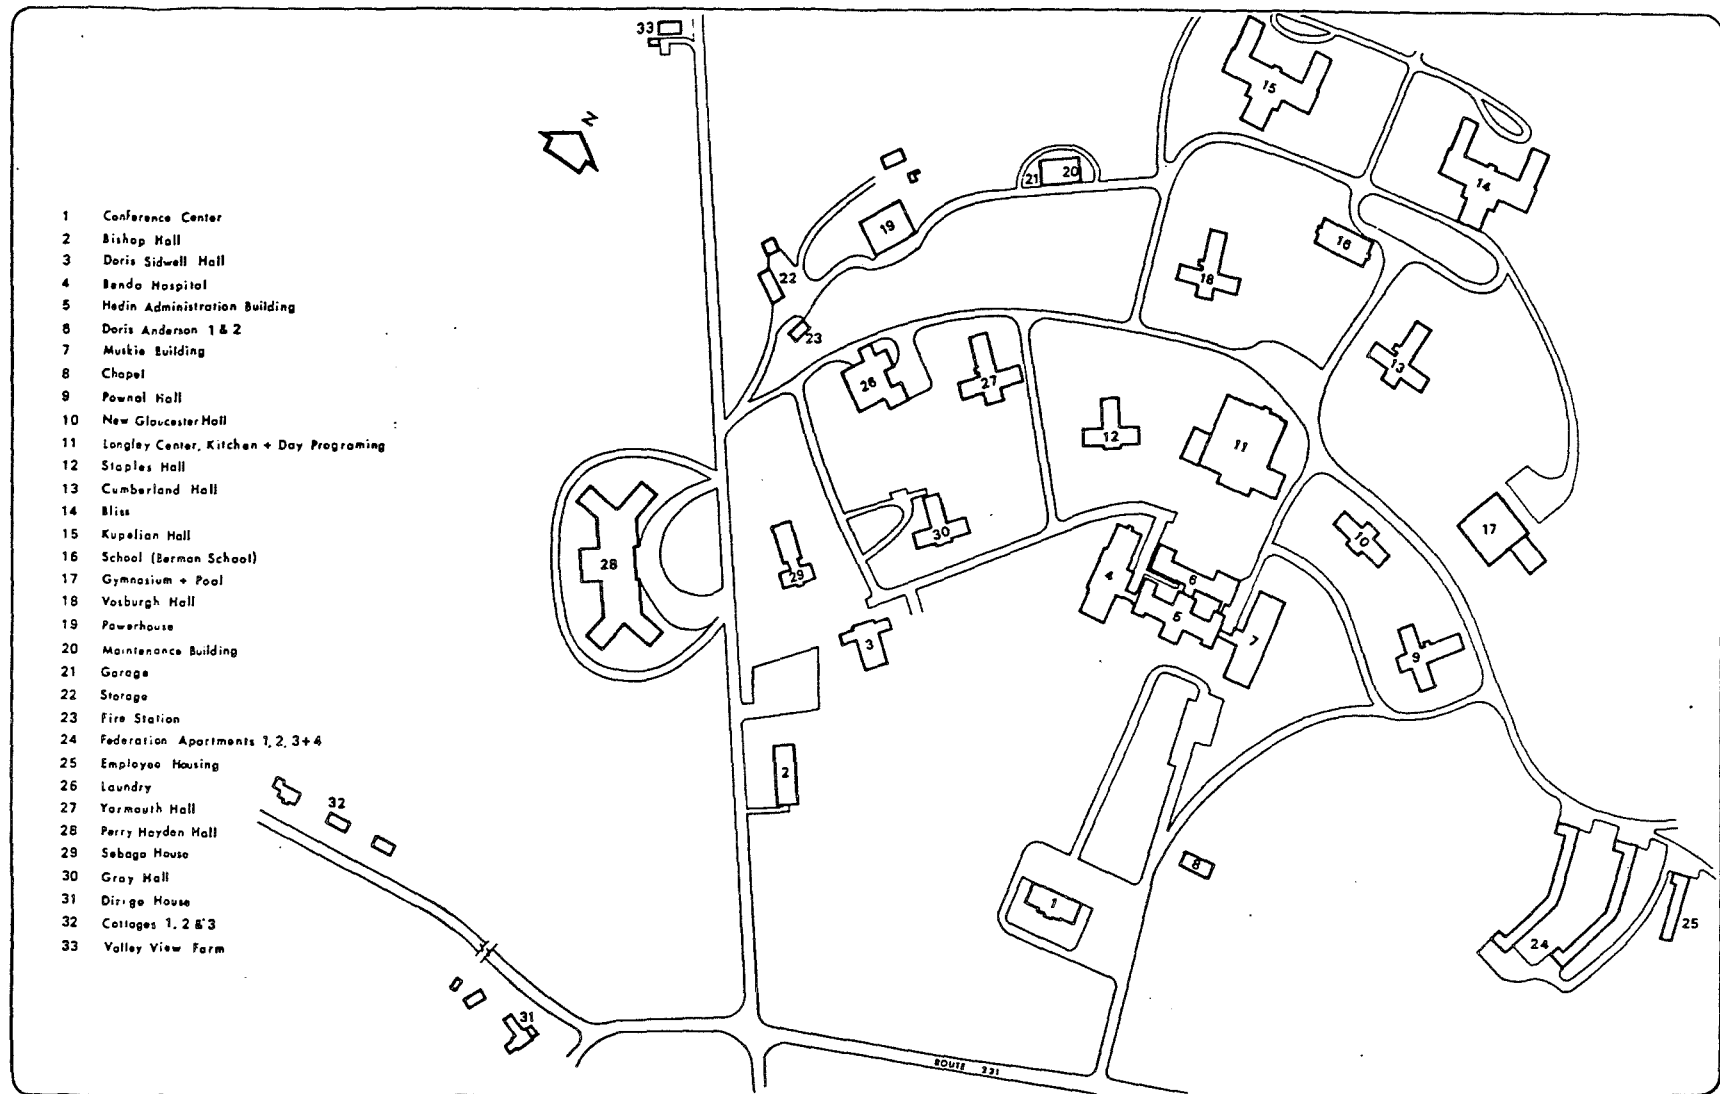 1 Conference Center
2 Bishop Hall
3 Doris Sidwell Hall
4 Benda Hospital
5 Hedin Administration Building
6 Doris Anderson 1 & 2
7 Muskie Building
8 Chapel
9 Pownal Hall
10 New Gloucester Hall
11 Longley Center, Kitchen + Day Programing
12 Staples Hall
13 Cumberland Hall
14 Bliss
15 Kupelian Hall
16 School (Berman School)
17 Gymnasium + Pool
18 Vosburgh Hall
19 Powerhouse
20 Maintenance Building
21 Garage
22 Storage
23 Fire Station
24 Federation Apartments 1, 2, 3 + 4
25 Employee Housing
26 Laundry
27 Yarmouth Hall
28 Perry Hayden Hall
29 Sebago House
30 Gray Hall
31 Dirigo House
32 Cottages 1, 2 & 3
33 Valley View Farm
33
N
15
14
21 20
19
16
18
22
23
13
26
27
12
11
17
10
30
28
29
4
6
5
7
3
9
2
32
8
1
24
25
31
ROUTE 231